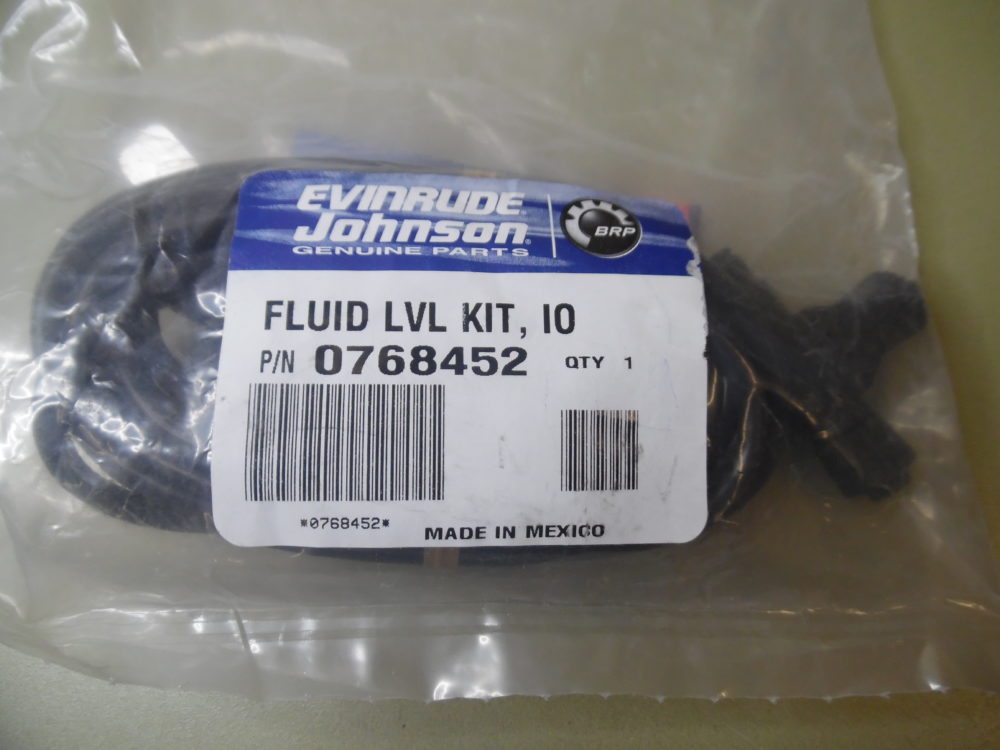 EVINRUDE
Johnson
GENUINE PARTS
BRP
FLUID LVL KIT, IO
P/N 0768452 QTY 1
*0768452*
MADE IN MEXICO